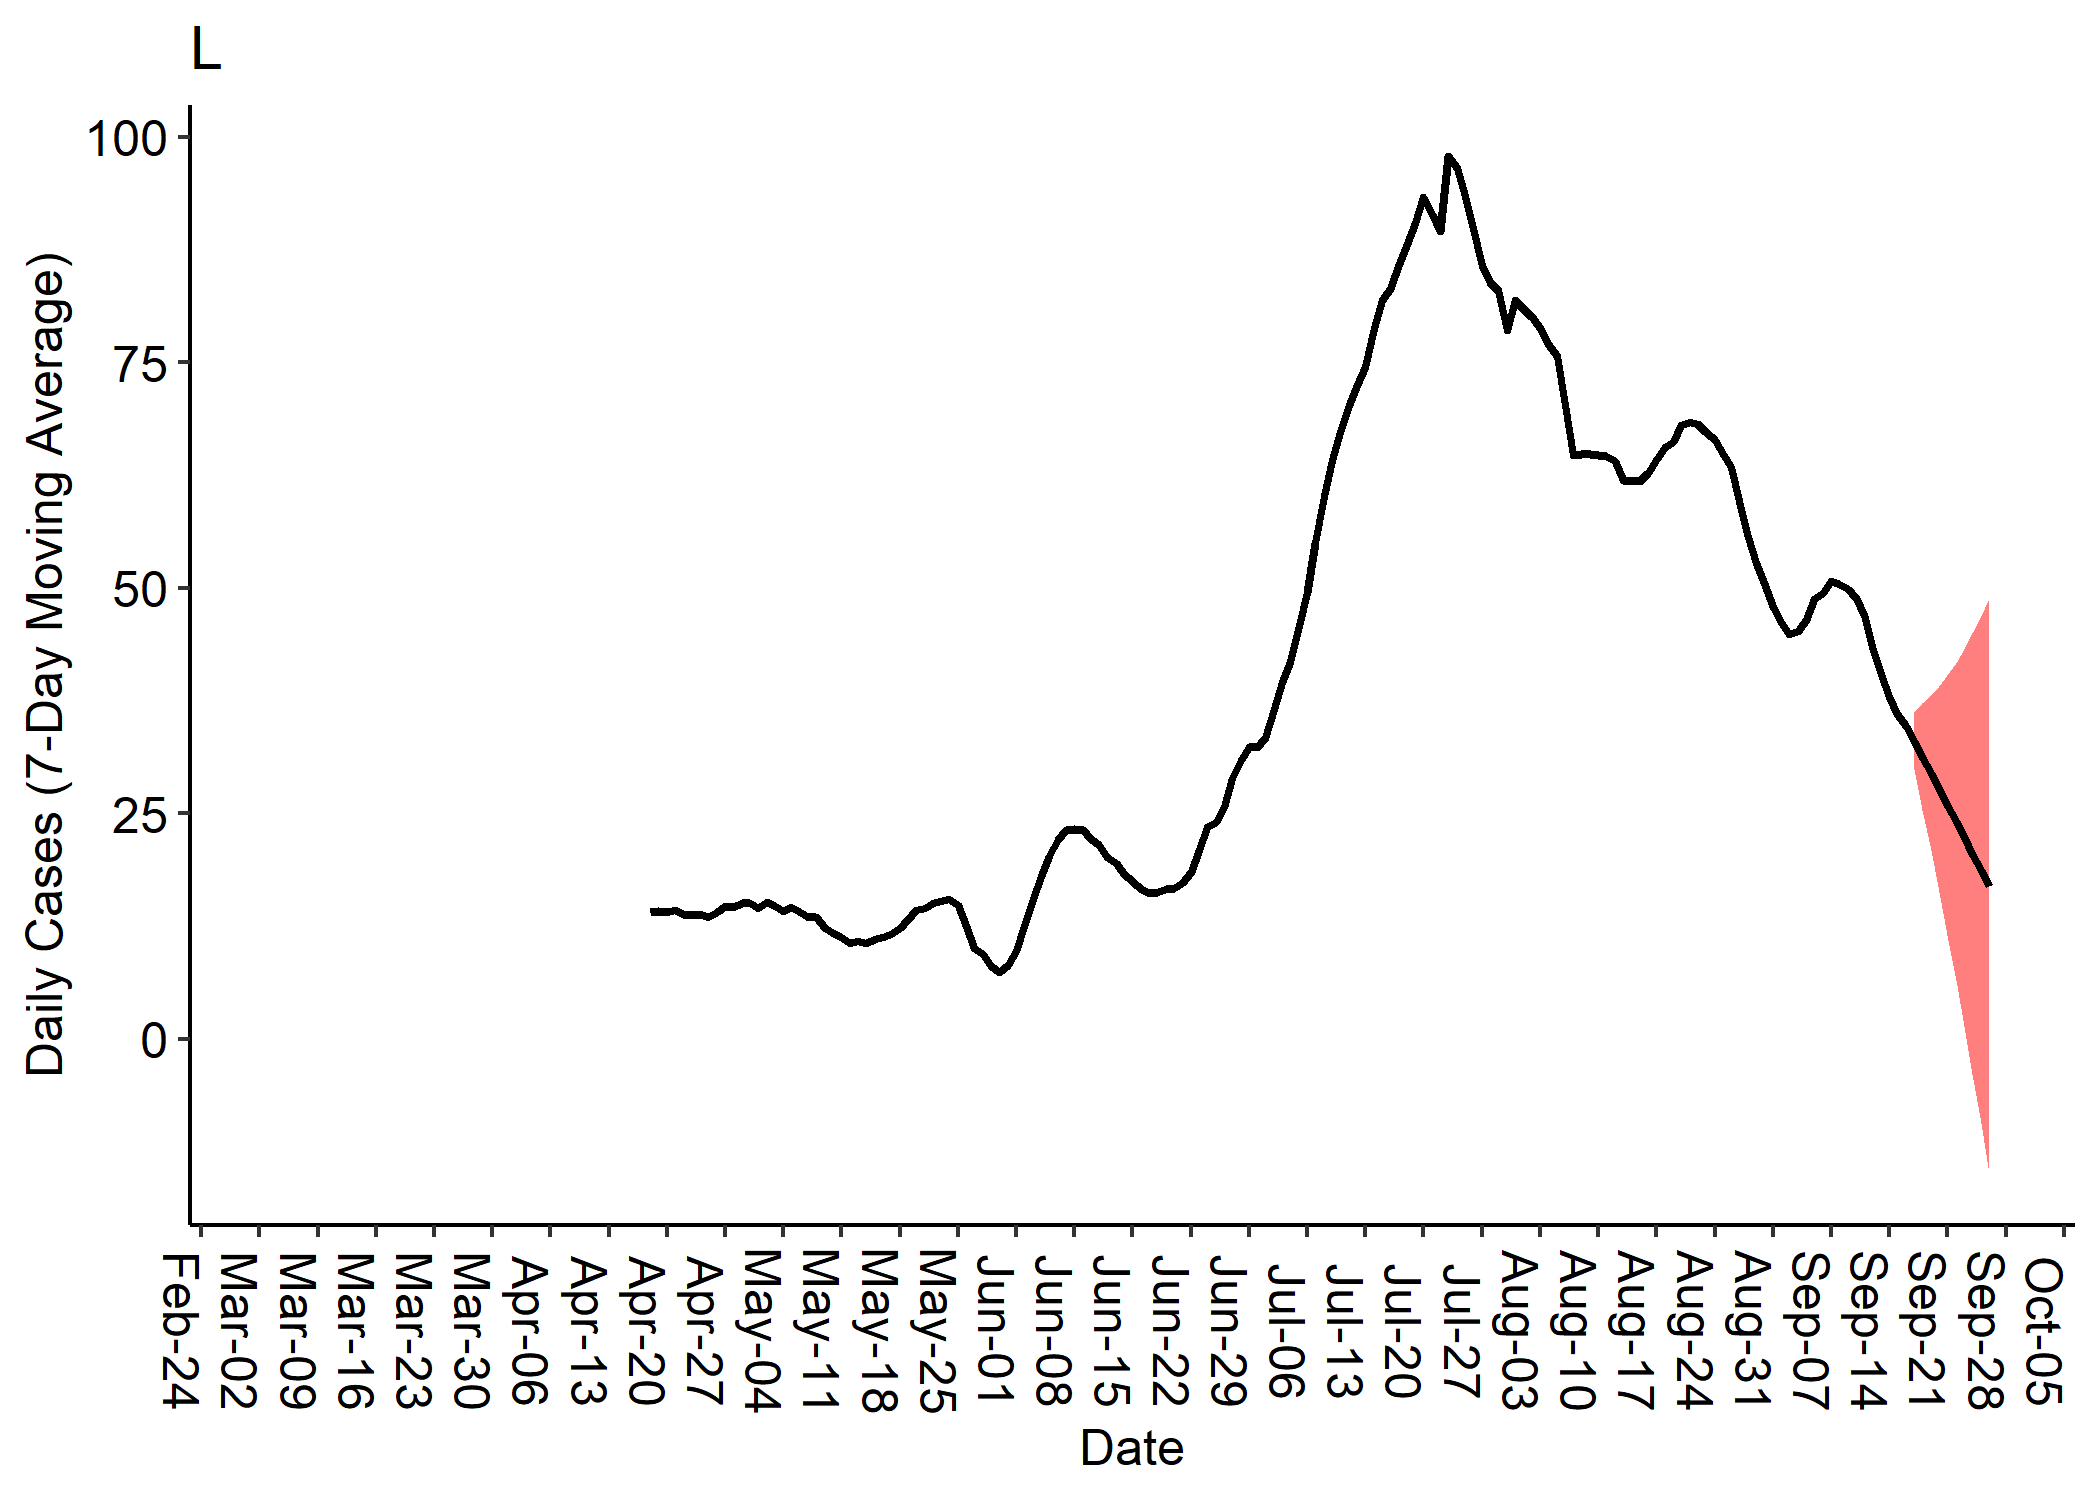 L
Daily Cases (7-Day Moving Average)
100
75
50
25
0
Feb-24
Mar-02
Mar-09
Mar-16
Mar-23
Mar-30
Apr-06
Apr-13
Apr-20
Apr-27
May-04
May-11
May-18
May-25
Jun-01
Jun-08
Jun-15
Jun-22
Jun-29
Jul-06
Jul-13
Jul-20
Jul-27
Aug-03
Aug-10
Aug-17
Aug-24
Aug-31
Sep-07
Sep-14
Sep-21
Sep-28
Oct-05
Date